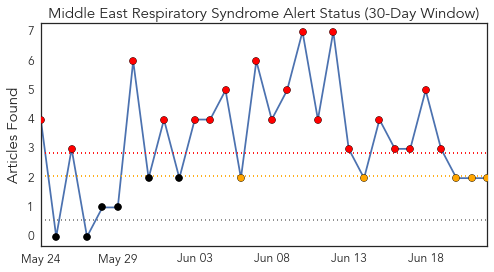 Middle East Respiratory Syndrome Alert Status (30-Day Window)
Articles Found
7
6
5
4
3
2
1
0
May 24
May 29
Jun 03
Jun 08
Jun 13
Jun 18